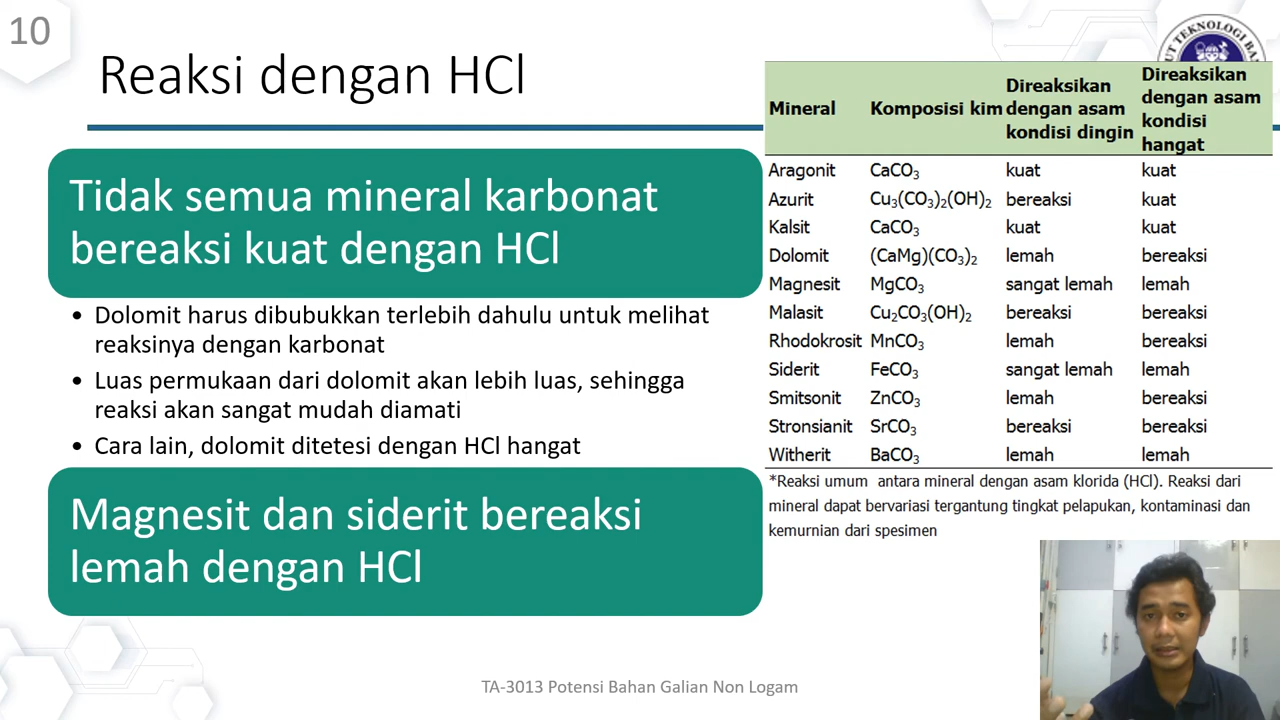 10
Reaksi dengan HCl
UT TEKNOLOGI BA
Tidak semua mineral karbonat
bereaksi kuat dengan HCl
• Dolomit harus dibubukkan terlebih dahulu untuk melihat
reaksinya dengan karbonat
• Luas permukaan dari dolomit akan lebih luas, sehingga
reaksi akan sangat mudah diamati
• Cara lain, dolomit ditetesi dengan HCl hangat
Magnesit dan siderit bereaksi
lemah dengan HCl
Mineral Komposisi kim Direaksikan dengan asam kondisi dingin Direaksikan dengan asam kondisi hangat
Aragonit CaCO₃ kuat kuat
Azurit Cu₃(CO₃)₂(OH)₂ bereaksi kuat
Kalsit CaCO₃ kuat kuat
Dolomit (CaMg)(CO₃)₂ lemah bereaksi
Magnesit MgCO₃ sangat lemah lemah
Malasit Cu₂CO₃(OH)₂ bereaksi bereaksi
Rhodokrosit MnCO₃ lemah bereaksi
Siderit FeCO₃ sangat lemah lemah
Smitsonit ZnCO₃ lemah bereaksi
Stronsianit SrCO₃ bereaksi bereaksi
Witherit BaCO₃ lemah lemah
*Reaksi umum antara mineral dengan asam klorida (HCl). Reaksi dari
mineral dapat bervariasi tergantung tingkat pelapukan, kontaminasi dan
kemurnian dari spesimen
TA-3013 Potensi Bahan Galian Non Logam